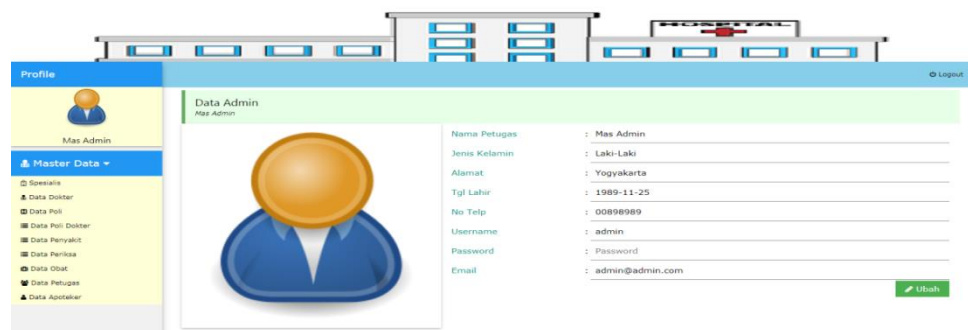 HOSPITAL
Profile
Logout
Mas Admin
Master Data
Spesialis
Data Dokter
Data Poli
Data Poli Dokter
Data Penyakit
Data Periksa
Data Obat
Data Petugas
Data Apoteker
Data Admin
Mas Admin
Nama Petugas : Mas Admin
Jenis Kelamin : Laki-Laki
Alamat : Yogyakarta
Tgl Lahir : 1989-11-25
No Telp : 00898989
Username : admin
Password : Password
Email : admin@admin.com
Ubah